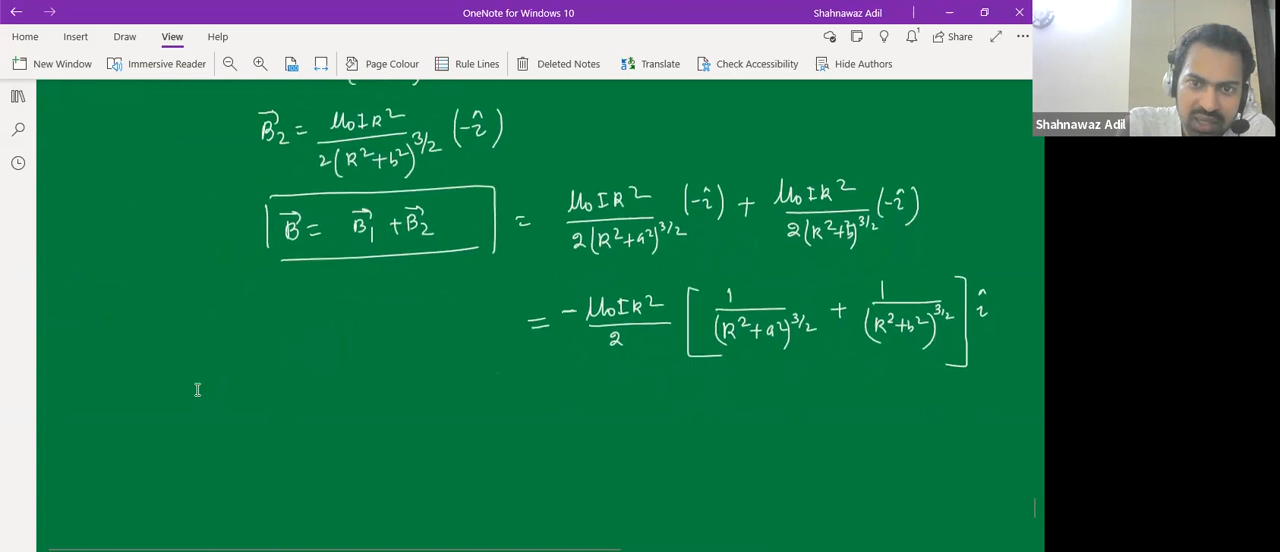 OneNote for Windows 10
Shahnawaz Adil
Home Insert Draw View Help
Share
New Window Immersive Reader Page Colour Rule Lines Deleted Notes Translate Check Accessibility Hide Authors
Shahnawaz Adil
B⃗₂ = μ₀IR² / 2(R²+b²)^3/2 (-î)
B⃗ = B⃗₁ + B⃗₂ = μ₀IR² / 2(R²+a²)^3/2 (-î) + μ₀IR² / 2(R²+b²)^3/2 (-î)
= -μ₀IR² / 2 [ 1 / (R²+a²)^3/2 + 1 / (R²+b²)^3/2 ] î